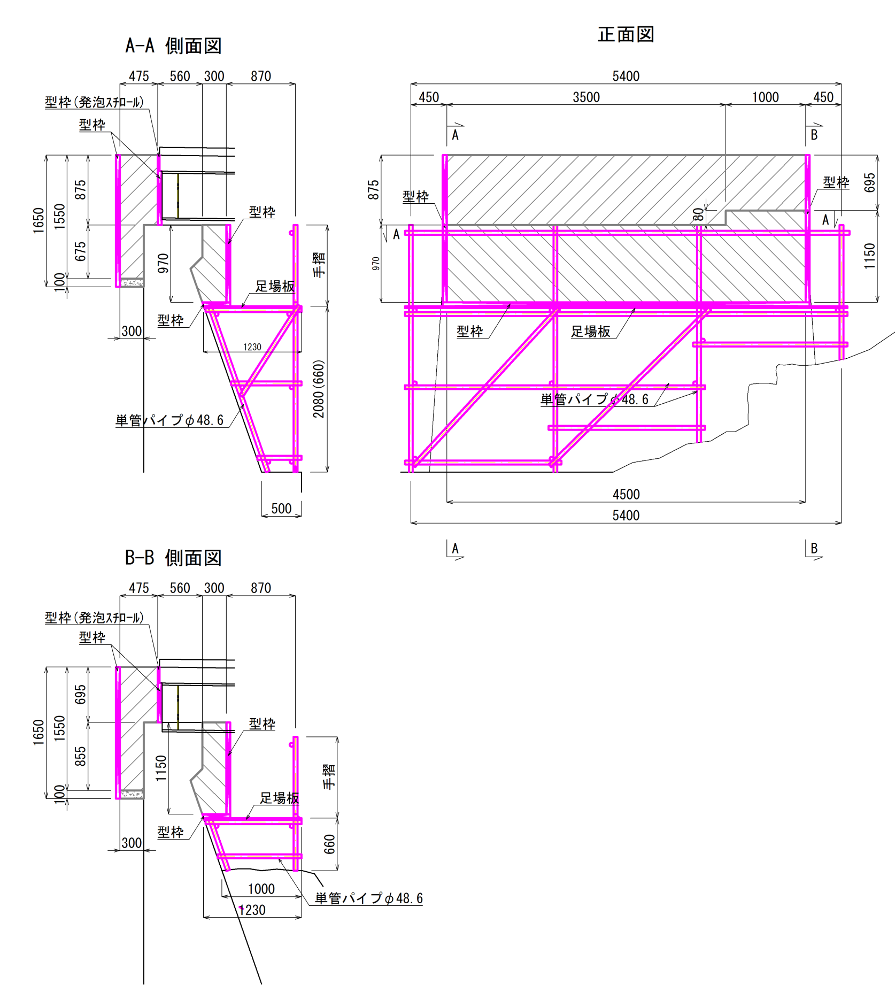 A-A 側面図
475
560
300
870
型枠(発泡ｽﾁﾛｰﾙ)
型枠
1650
1550
875
675
100
970
型枠
手摺
足場板
型枠
300
1230
2080(660)
単管パイプφ48.6
500
正面図
5400
450
3500
1000
450
A
B
875
695
型枠
型枠
80
A
A
970
1150
型枠
足場板
単管パイプφ48.6
4500
5400
A
B
B-B 側面図
475
560
300
870
型枠(発泡ｽﾁﾛｰﾙ)
型枠
1650
1550
695
855
100
型枠
1150
手摺
足場板
型枠
300
660
1000
単管パイプφ48.6
1230